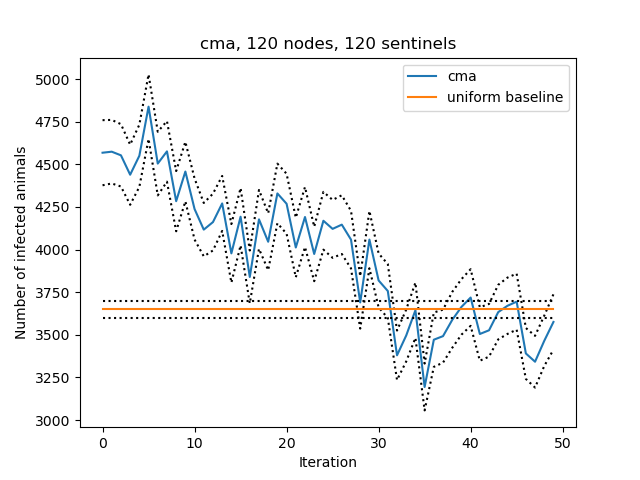 cma, 120 nodes, 120 sentinels
cma
uniform baseline
Number of infected animals
5000
4750
4500
4250
4000
3750
3500
3250
3000
0 10 20 30 40 50
Iteration